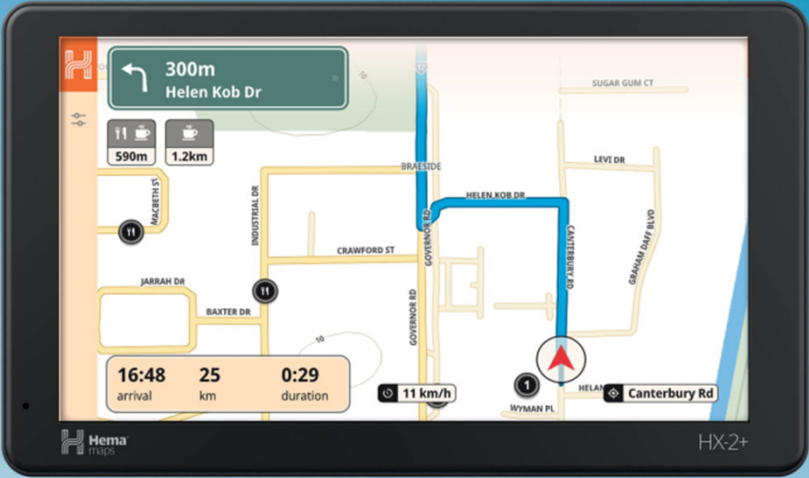 300m
Helen Kob Dr
590m
1.2km
SUGAR GUM CT
LEVI DR
BRAESIDE
MACBETH ST
INDUSTRIAL DR
HELEN KOB DR
GOVERNOR RD
CANTERBURY RD
GRAHAM DAFF BLVD
CRAWFORD ST
JARRAH DR
BAXTER DR
GOVERNOR RD
10
16:48 25 0:29
arrival km duration
11 km/h
1
HELAN
Canterbury Rd
WYMAN PL
Hema
maps
HX-2+